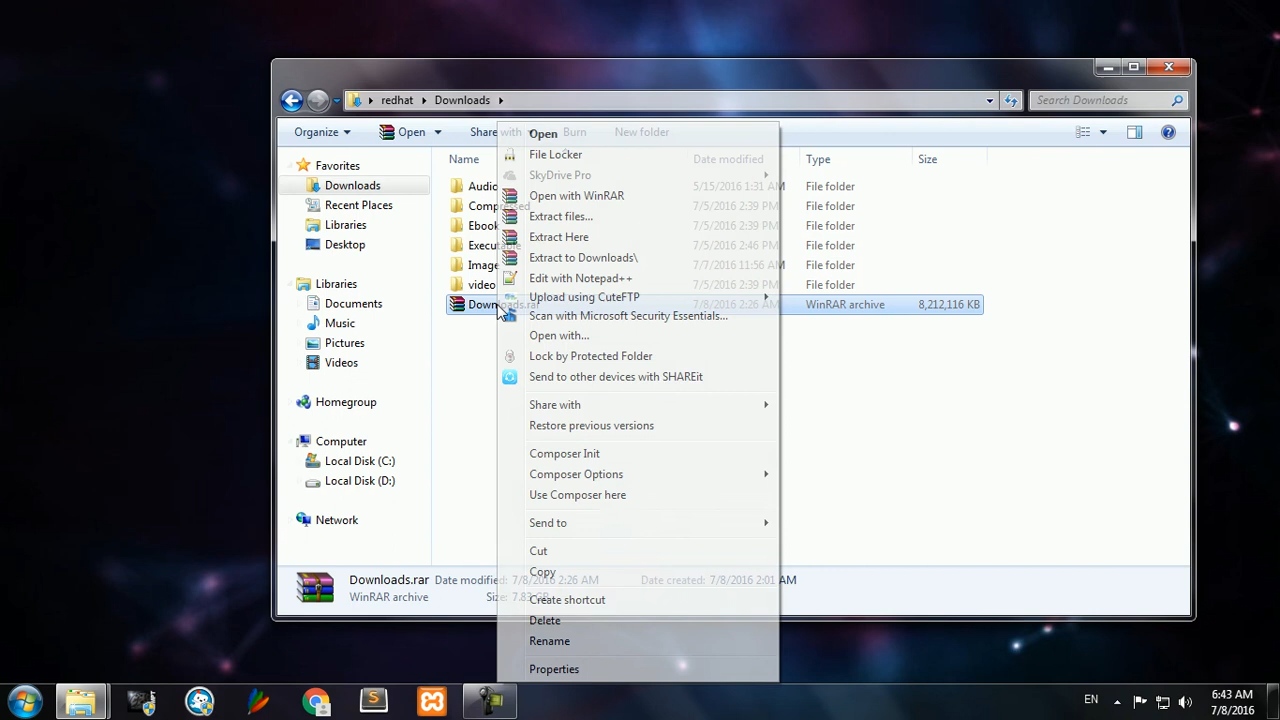 redhat Downloads
Search Downloads
Organize Open Share with Burn New folder
Name Date modified Type Size
Favorites
Downloads
Recent Places
Libraries
Desktop
Libraries
Documents
Music
Pictures
Videos
Homegroup
Computer
Local Disk (C:)
Local Disk (D:)
Network
Audio 5/15/2016 1:31 AM File folder
Compressed 7/5/2016 2:39 PM File folder
Ebook 7/5/2016 2:39 PM File folder
Executable 7/5/2016 2:46 PM File folder
Image 7/7/2016 11:56 AM File folder
video 7/5/2016 2:39 PM File folder
Downloads.rar 7/8/2016 2:26 AM WinRAR archive 8,212,116 KB
Open
File Locker
SkyDrive Pro
Open with WinRAR
Extract files...
Extract Here
Extract to Downloads\
Edit with Notepad++
Upload using CuteFTP
Scan with Microsoft Security Essentials...
Open with...
Lock by Protected Folder
Send to other devices with SHAREit
Share with
Restore previous versions
Composer Init
Composer Options
Use Composer here
Send to
Cut
Copy
Create shortcut
Delete
Rename
Properties
Downloads.rar Date modified: 7/8/2016 2:26 AM Date created: 7/8/2016 2:01 AM
WinRAR archive Size: 7.83 GB
EN
6:43 AM
7/8/2016